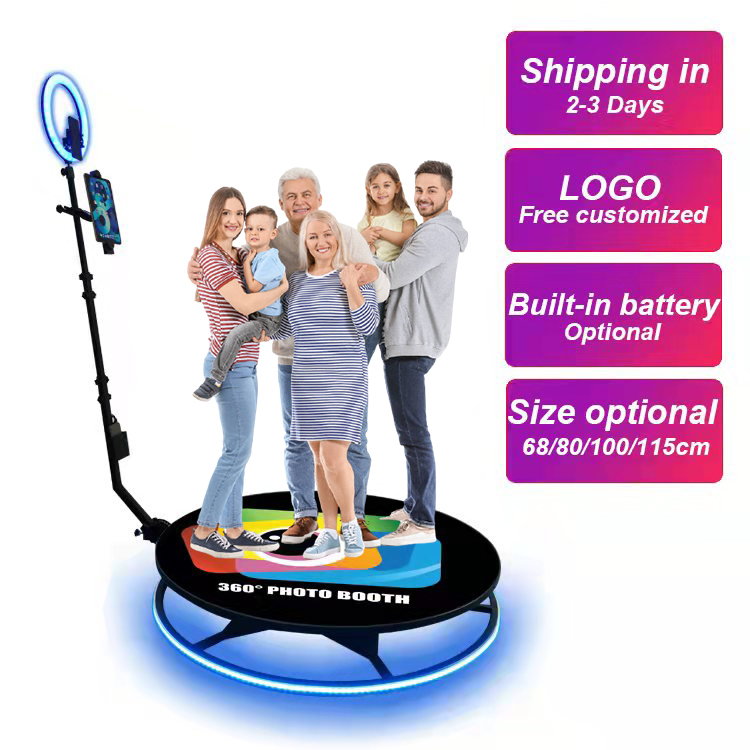 Shipping in
2-3 Days
LOGO
Free customized
Built-in battery
Optional
Size optional
68/80/100/115cm
360° PHOTO BOOTH